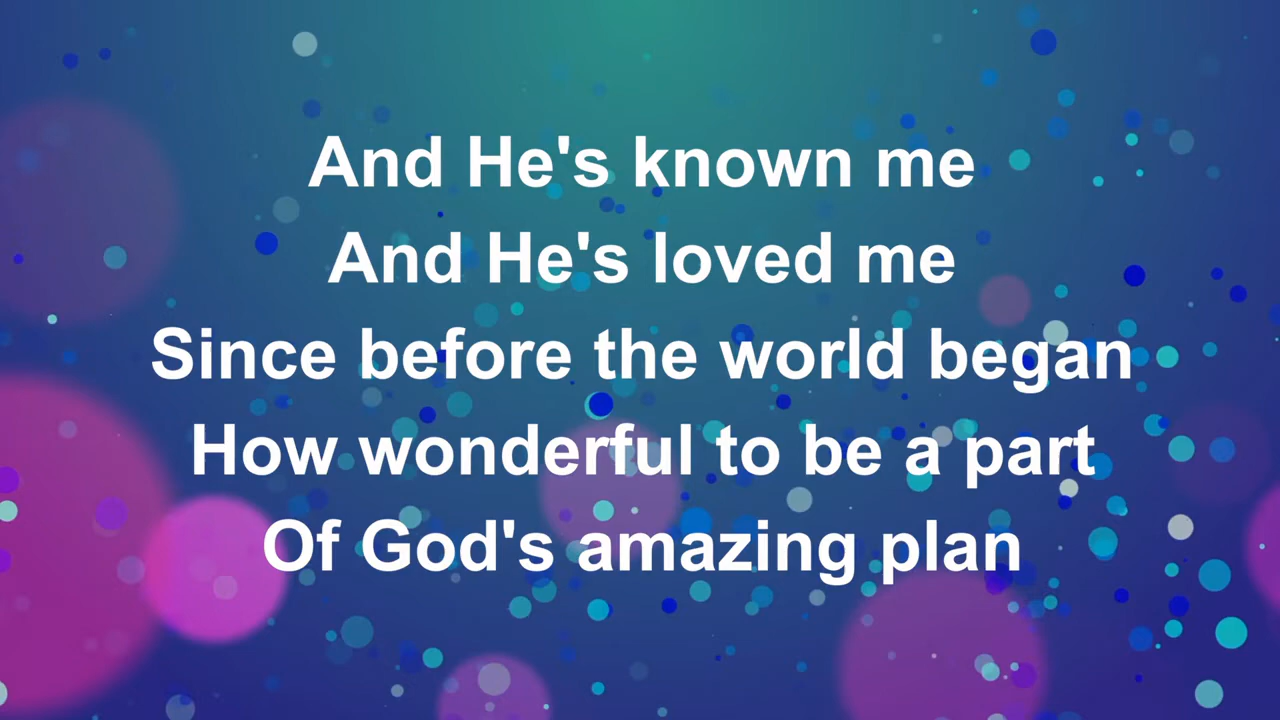 And He's known me
And He's loved me
Since before the world began
How wonderful to be a part
Of God's amazing plan